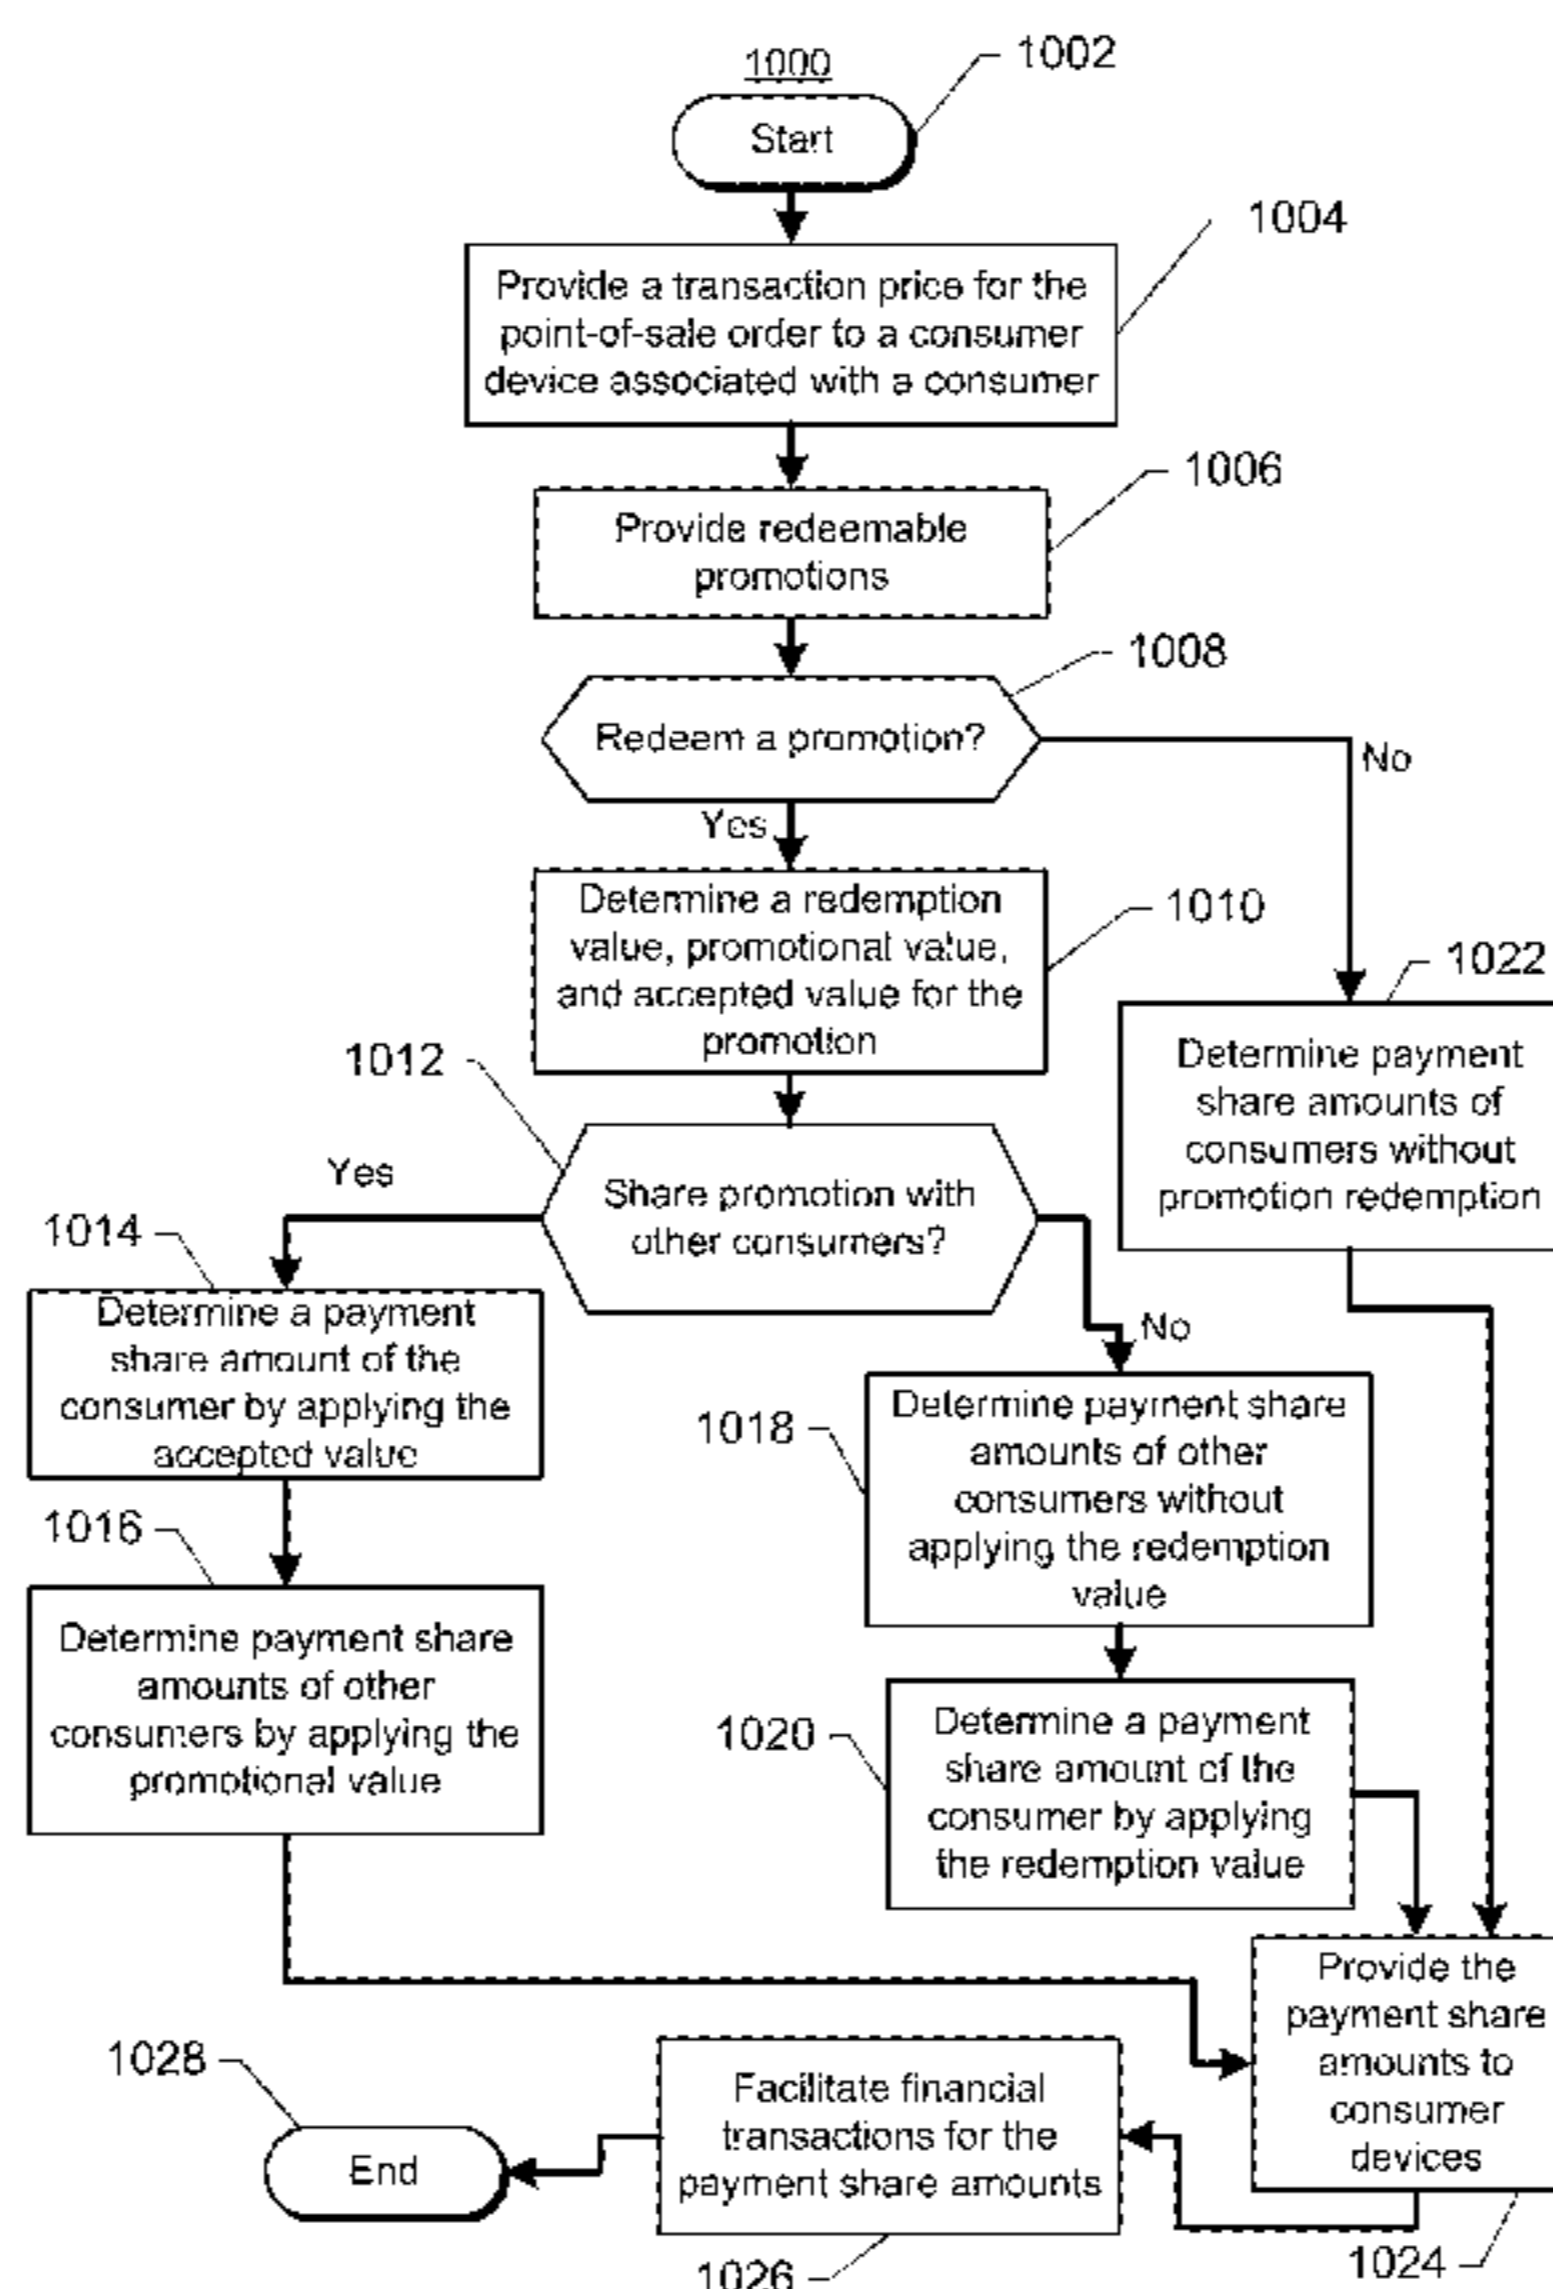 1000
1002
Start
1004
Provide a transaction price for the
point-of-sale order to a consumer
device associated with a consumer
1006
Provide redeemable
promotions
1008
Redeem a promotion?
No
Yes
Determine a redemption
value, promotional value,
and accepted value for the
promotion
1010
1022
Determine payment
share amounts of
consumers without
promotion redemption
1012
Share promotion with
other consumers?
Yes
No
1014
Determine a payment
share amount of the
consumer by applying the
accepted value
1018
Determine payment share
amounts of other
consumers without
applying the redemption
value
1016
Determine payment share
amounts of other
consumers by applying the
promotional value
1020
Determine a payment
share amount of the
consumer by applying
the redemption value
Provide the
payment share
amounts to
consumer
devices
1024
Facilitate financial
transactions for the
payment share amounts
1026
1028
End